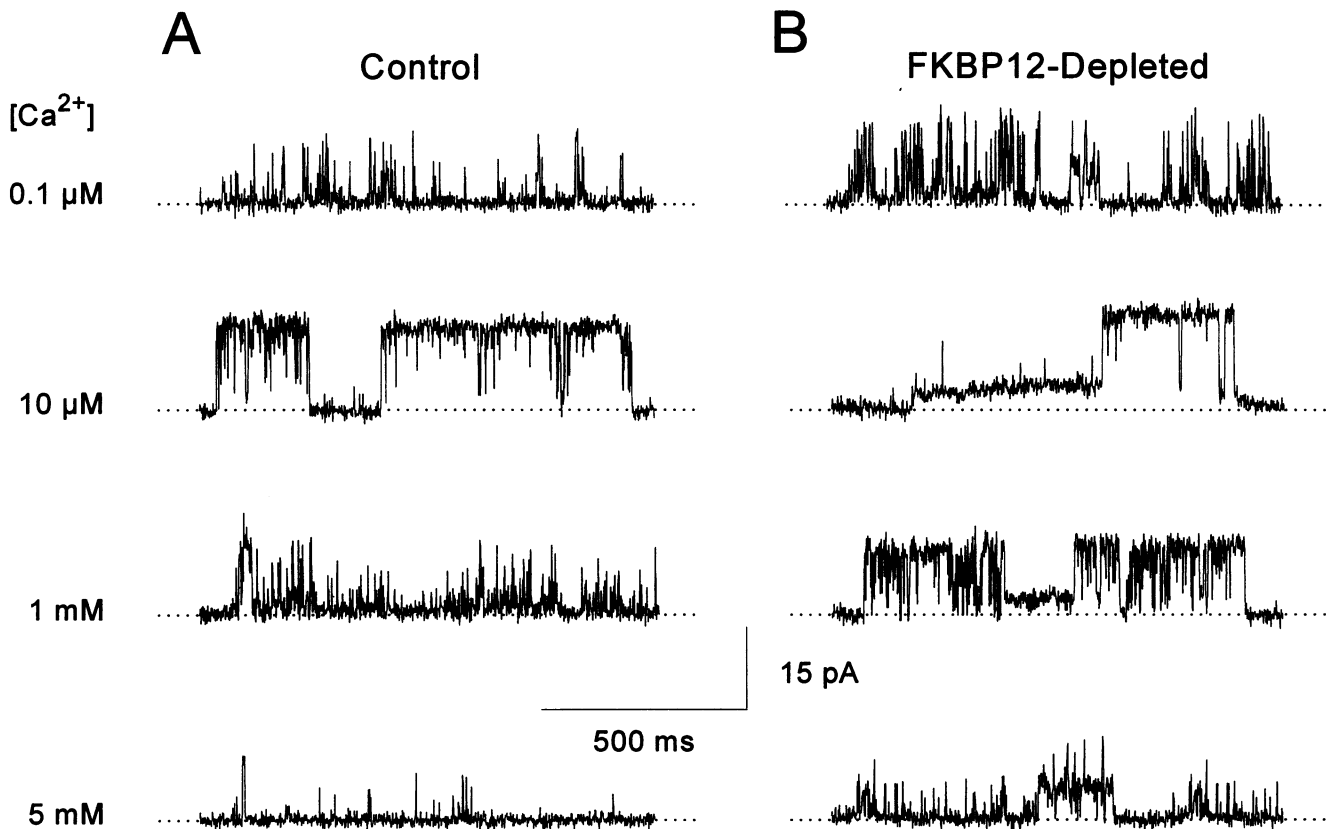 A
Control
B
FKBP12-Depleted
[Ca²⁺]
0.1 µM
10 µM
1 mM
15 pA
500 ms
5 mM